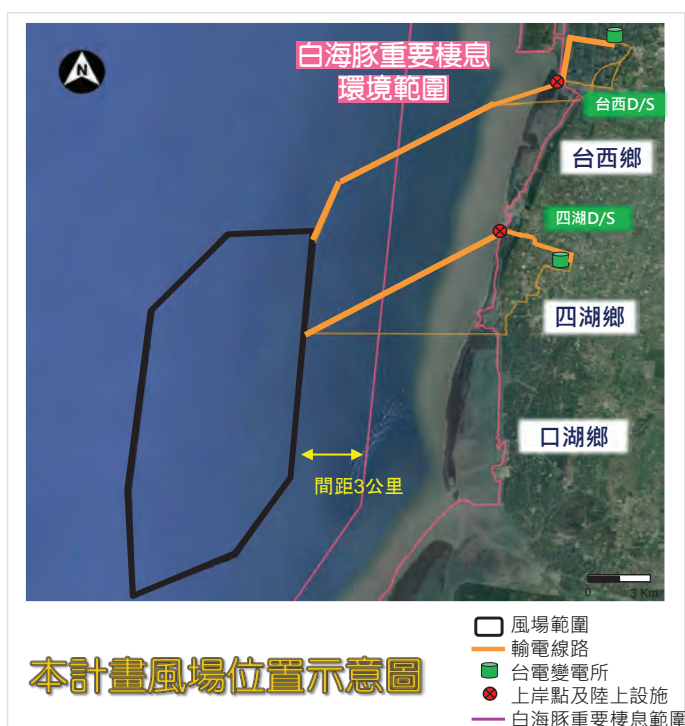 N
白海豚重要棲息
環境範圍
台西D/S
台西鄉
四湖D/S
四湖鄉
口湖鄉
間距3公里
0 3 Km
本計畫風場位置示意圖
風場範圍
輸電線路
台電變電所
上岸點及陸上設施
白海豚重要棲息範圍